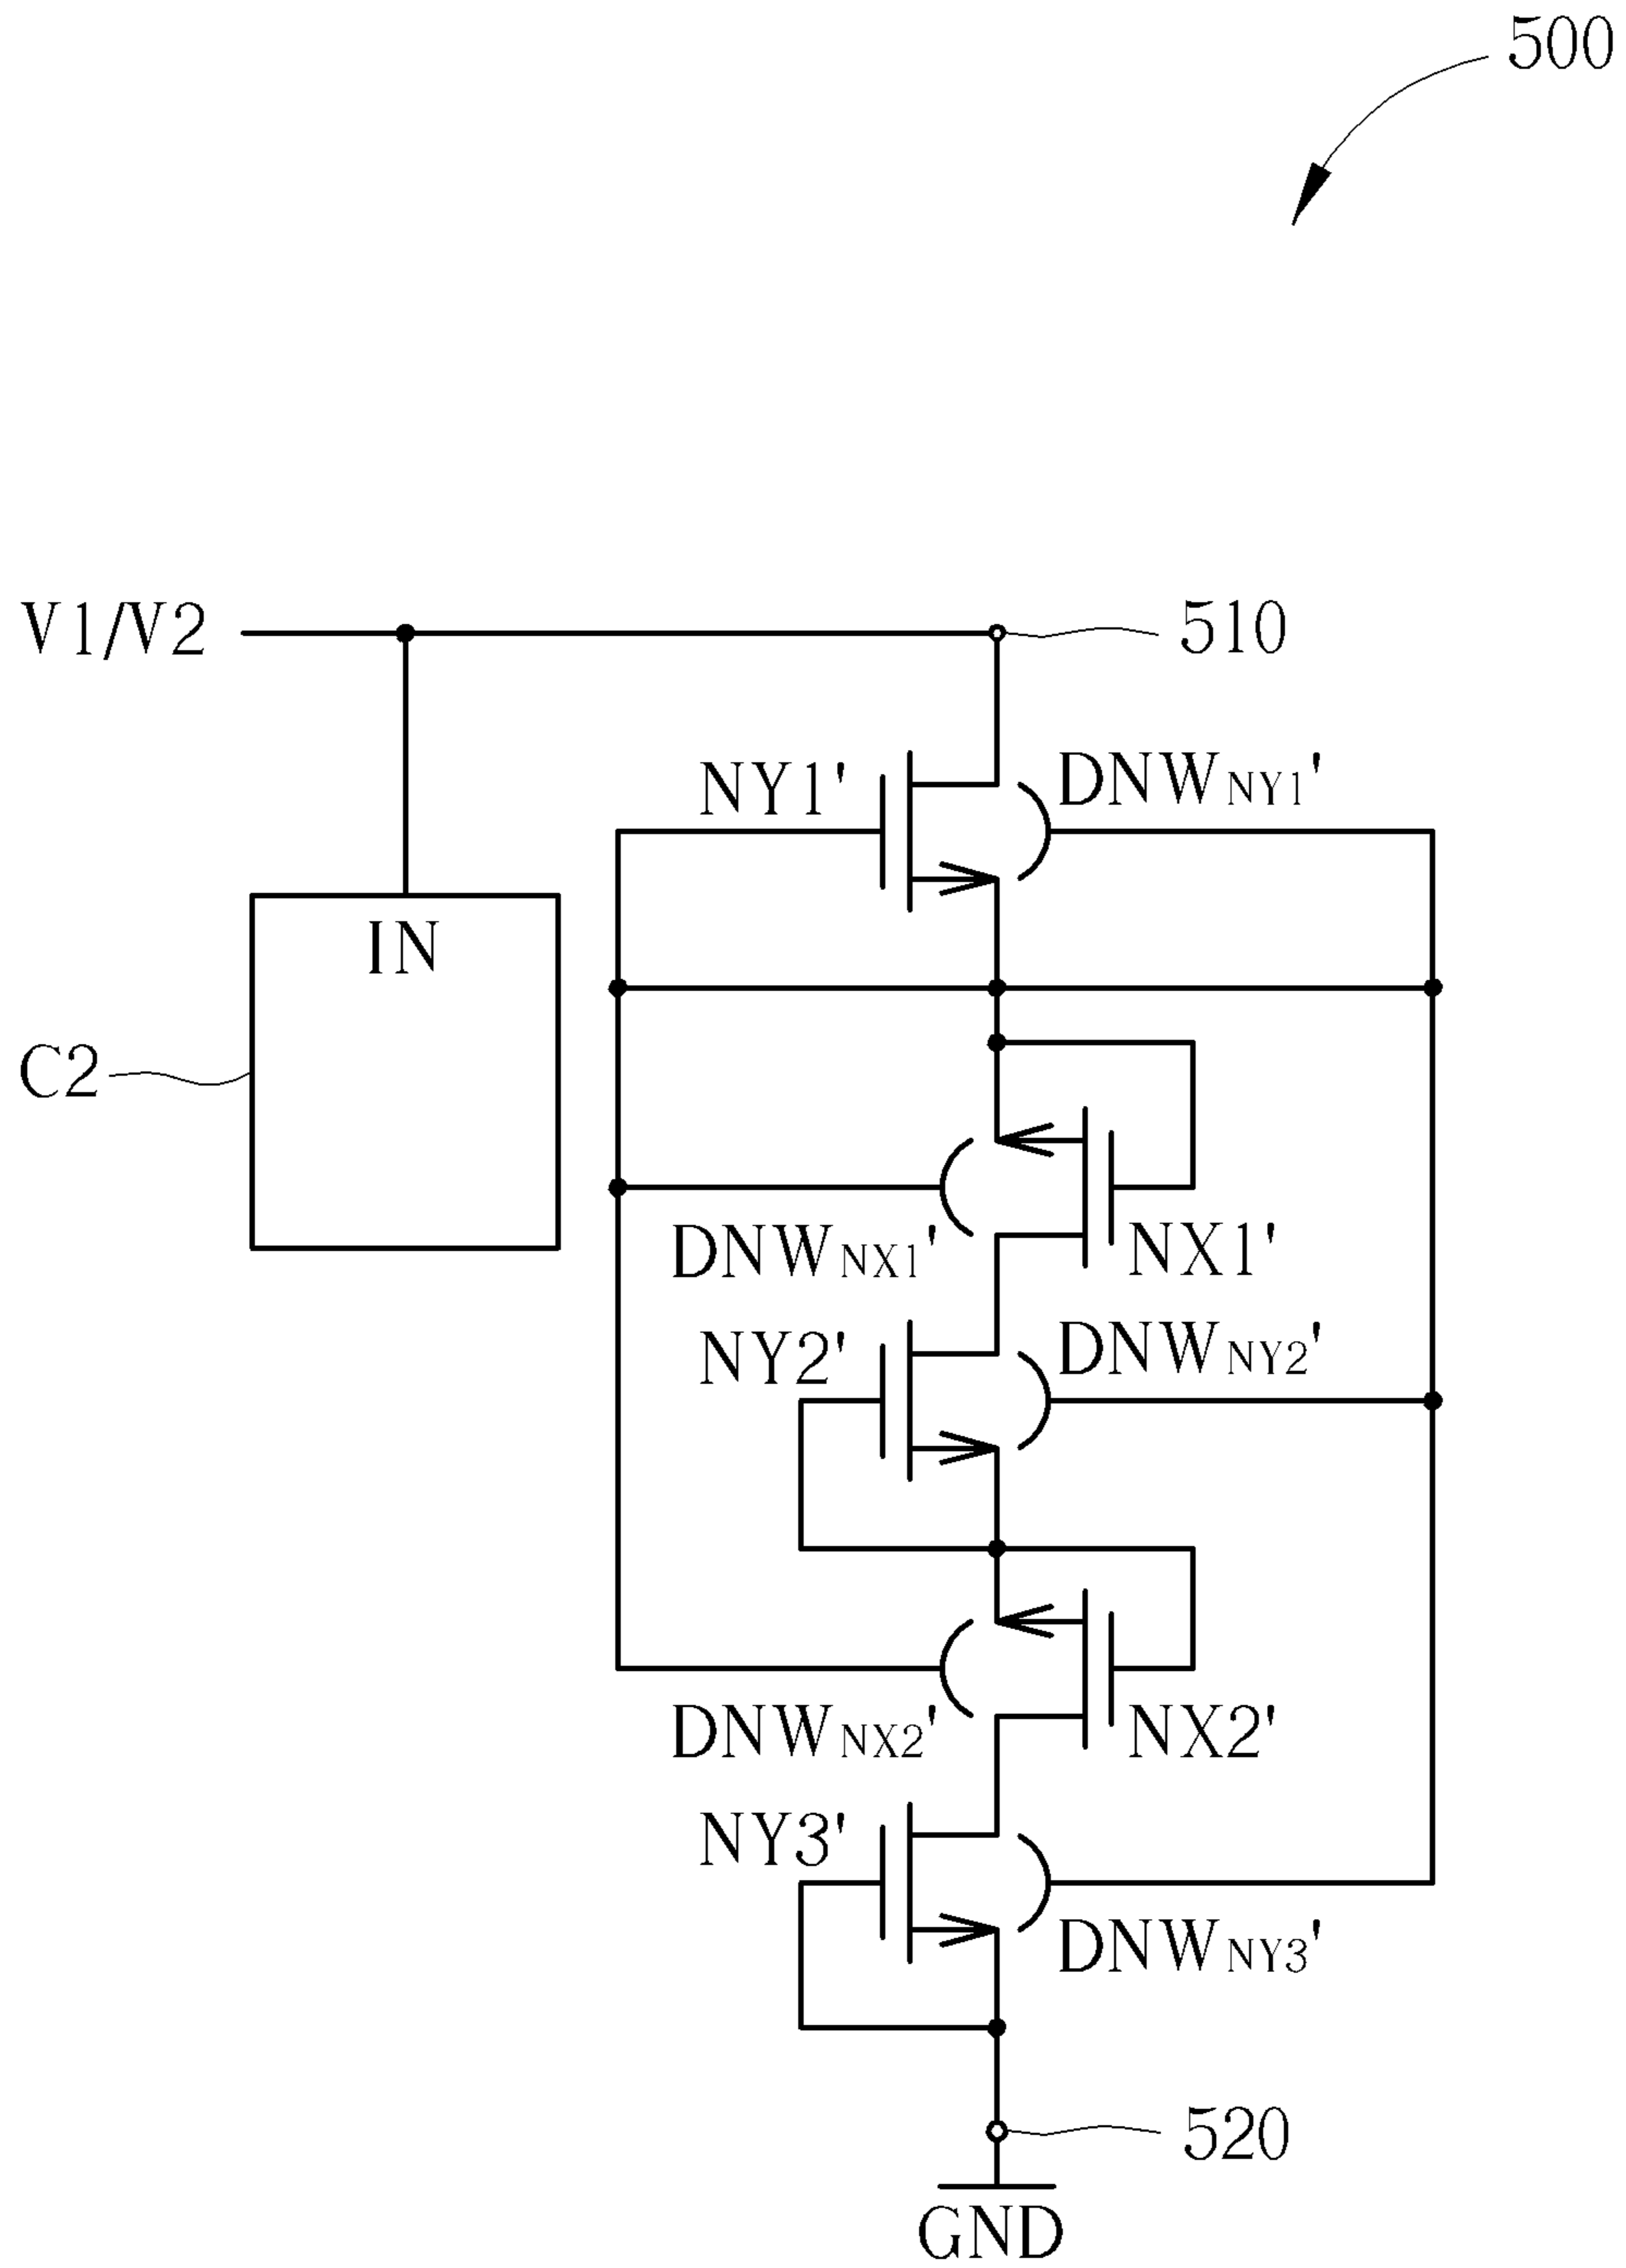 500
V1/V2
510
NY1'
DNWNY1'
IN
C2
DNWNX1'
NX1'
NY2'
DNWNY2'
DNWNX2'
NX2'
NY3'
DNWNY3'
520
GND